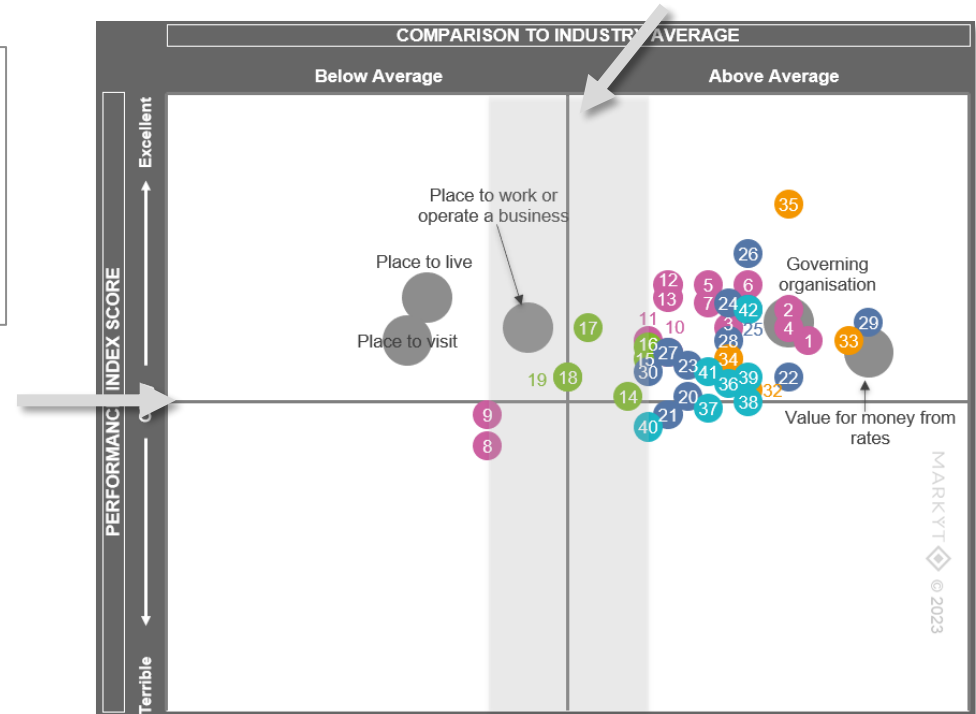 COMPARISON TO INDUSTRY AVERAGE
Below Average
Above Average
PERFORMANCE INDEX SCORE
Excellent
Terrible
35
Place to work or
operate a business
26
Place to live
Governing
organisation
12
5
6
13
7
24
42
2
11
10
3
25
4
29
17
1
33
Place to visit
16
28
27
15
34
23
30
41
19
18
36
39
22
32
14
20
38
37
9
21
40
8
Value for money from
rates
MARKYT
© 2023